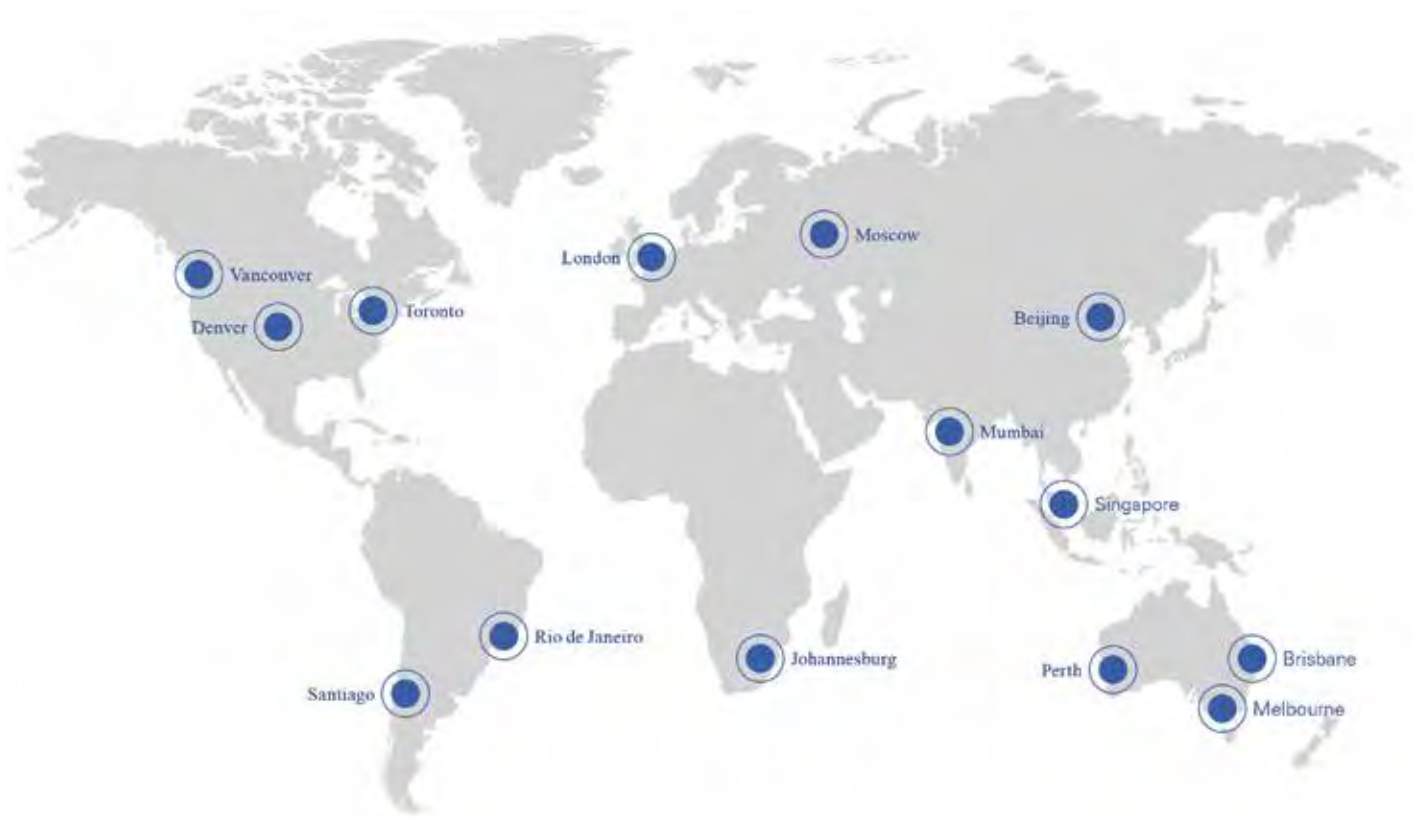 Moscow
London
Vancouver
Toronto
Denver
Beijing
Mumbai
Singapore
Rio de Janeiro
Johannesburg
Brisbane
Perth
Santiago
Melbourne